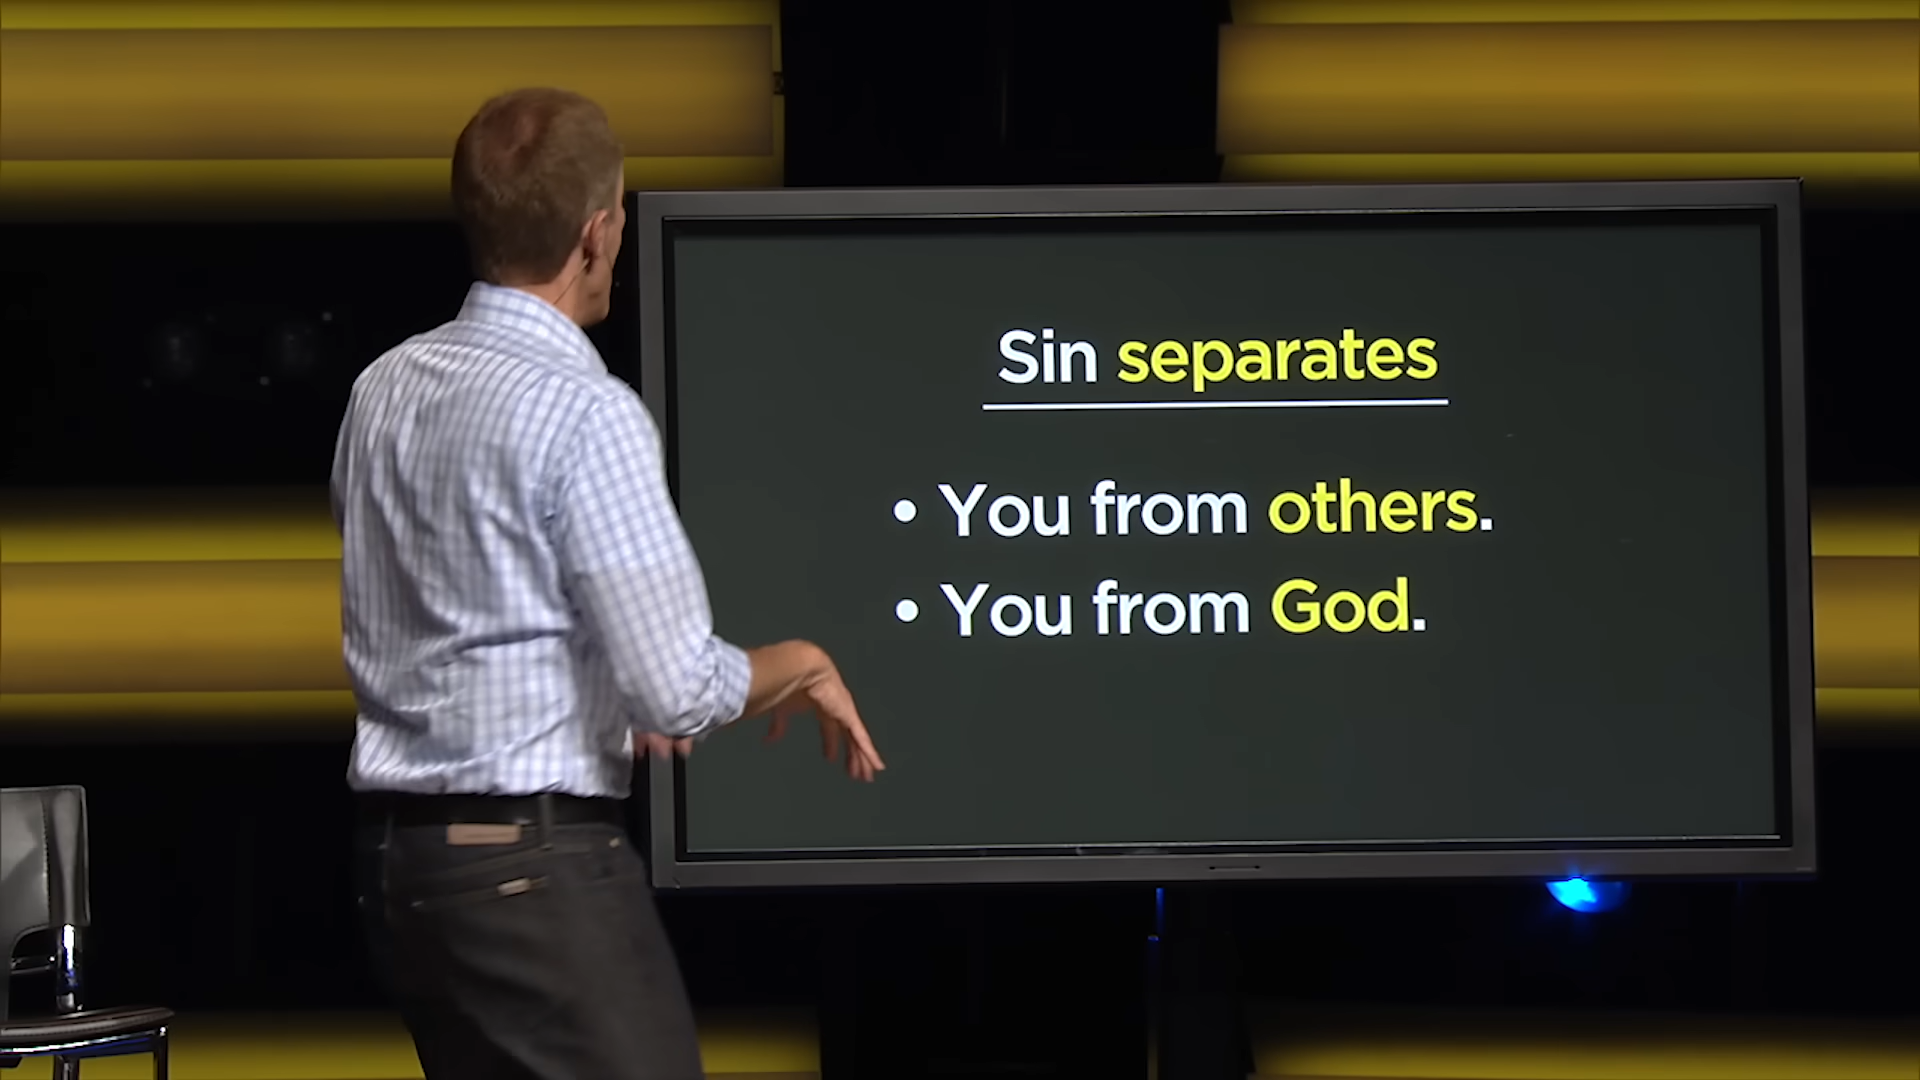 Sin separates
• You from others.
• You from God.